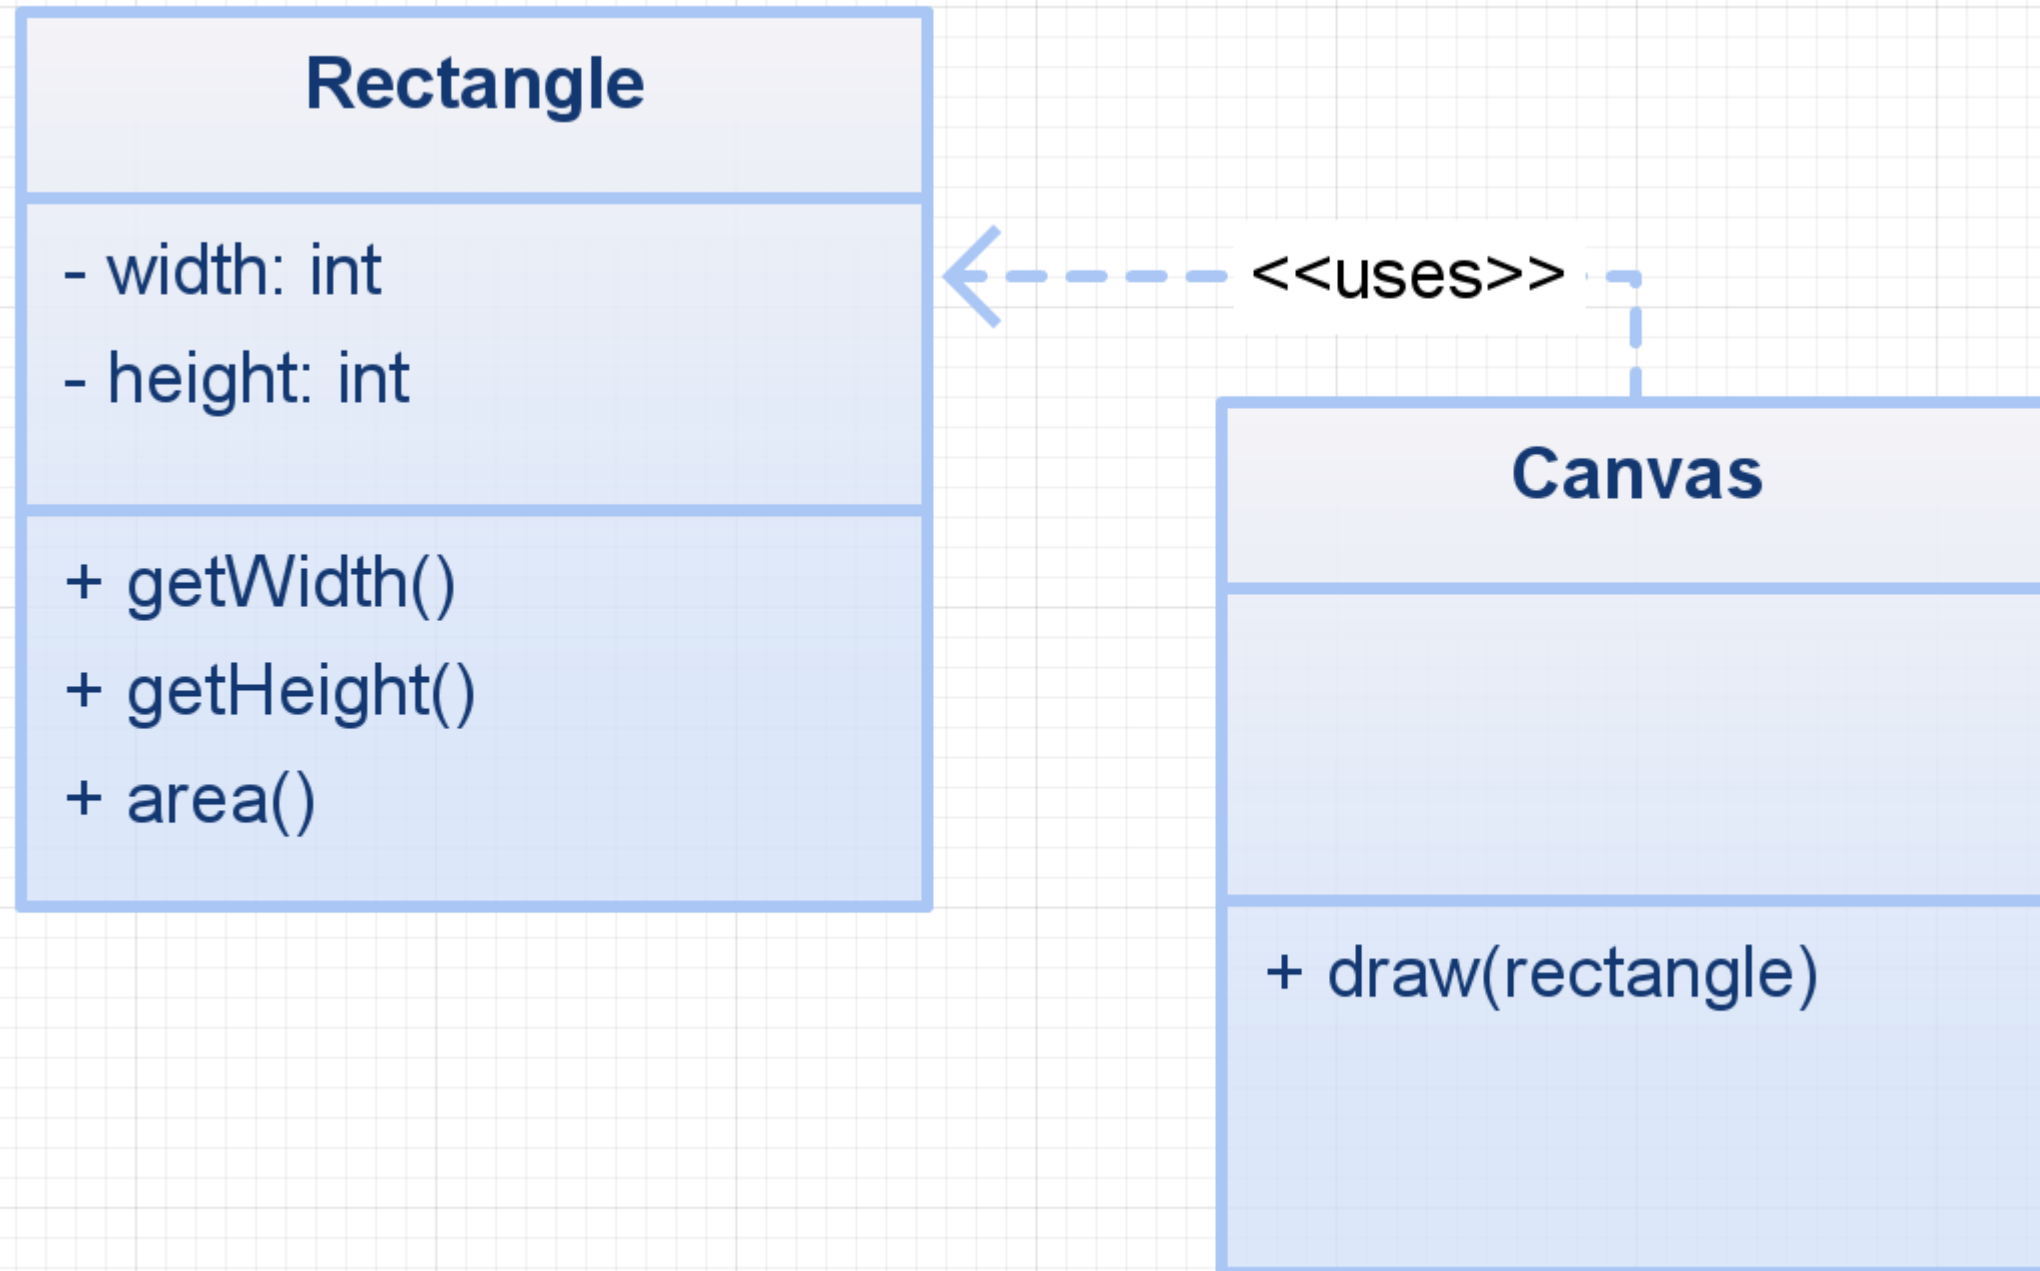 Rectangle
- width: int
- height: int
+ getWidth()
+ getHeight()
+ area()
<<uses>>
Canvas
+ draw(rectangle)